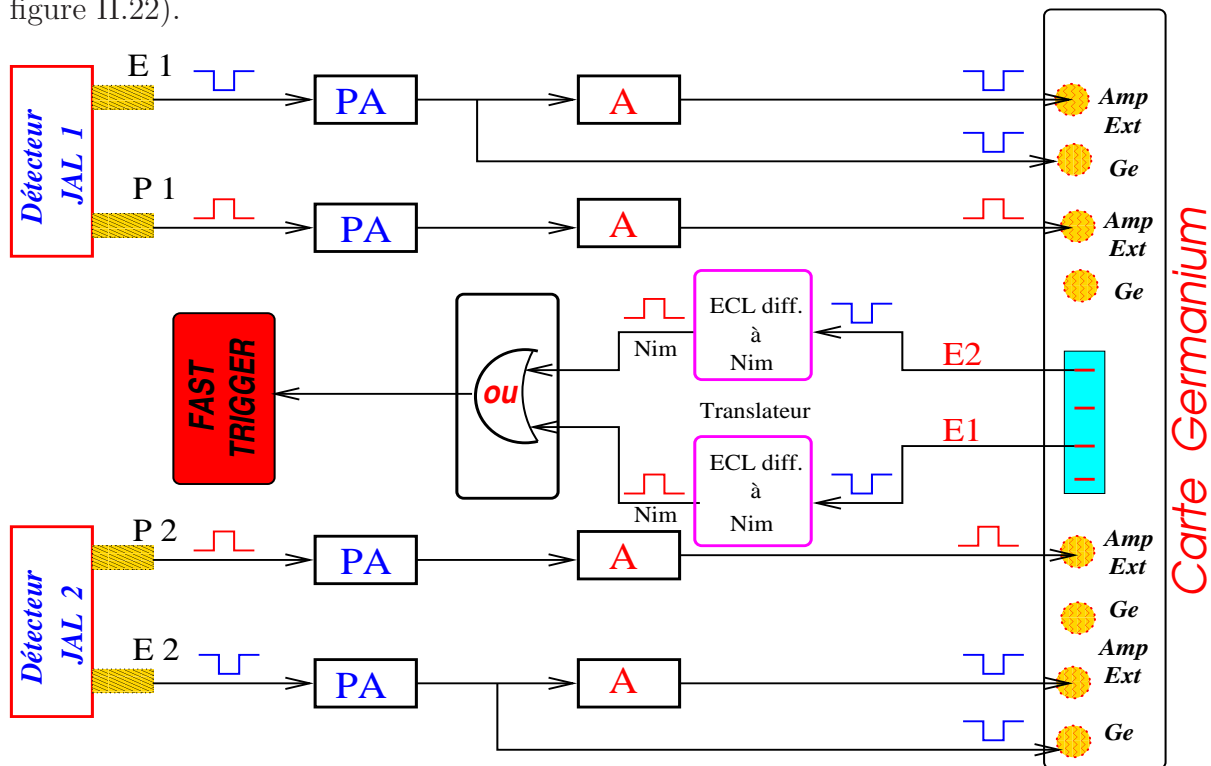 figure II.22).
E 1
PA
A
Amp
Ext
Ge
Détecteur
JAL 1
P 1
PA
A
Amp
Ext
Ge
ECL diff.
à
Nim
Nim
E2
FAST
TRIGGER
ou
Translateur
E1
ECL diff.
à
Nim
Nim
Carte Germanium
P 2
PA
A
Amp
Ext
Ge
Détecteur
JAL 2
E 2
PA
A
Amp
Ext
Ge